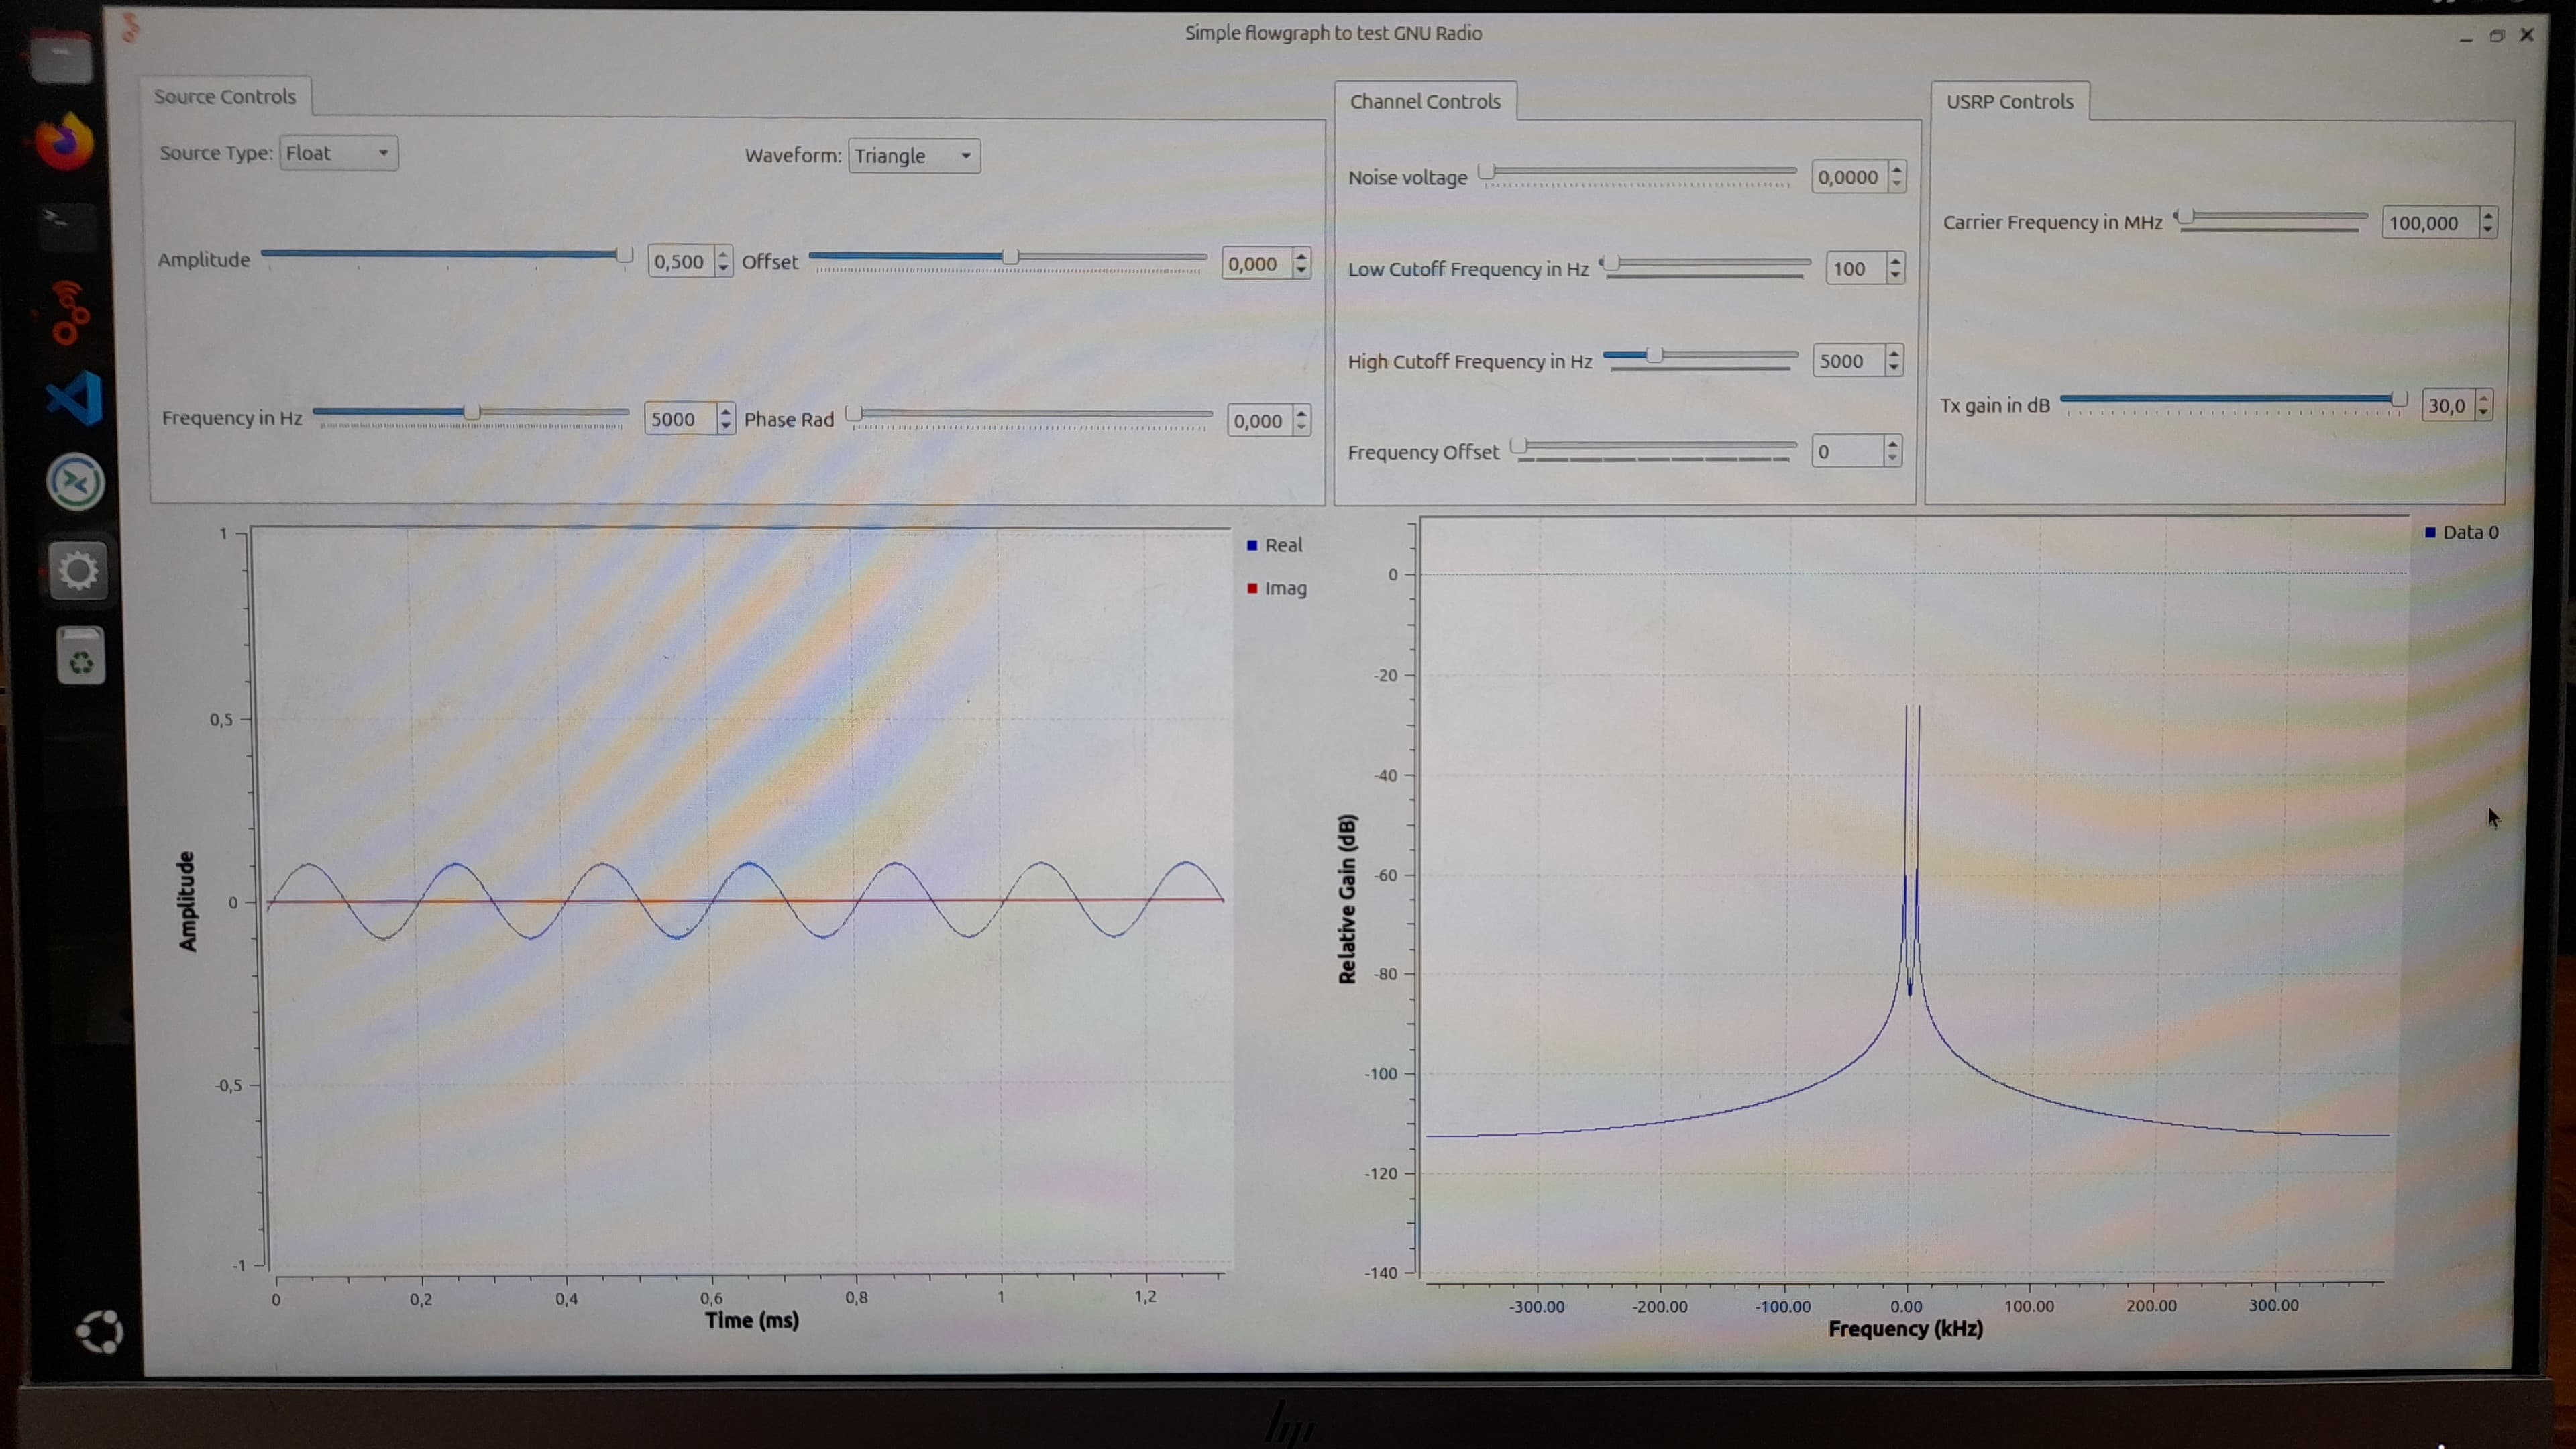 Simple flowgraph to test GNU Radio
Source Controls
Source Type: Float
Waveform: Triangle
Amplitude 0,500
Offset 0,000
Frequency in Hz 5000
Phase Rad 0,000
Channel Controls
Noise voltage 0,0000
Low Cutoff Frequency in Hz 100
High Cutoff Frequency in Hz 5000
Frequency Offset 0
USRP Controls
Carrier Frequency in MHz 100,000
Tx gain in dB 30,0
1
0,5
0
-0,5
-1
Amplitude
0 0,2 0,4 0,6 0,8 1 1,2
Time (ms)
Real
Imag
0
-20
-40
-60
-80
-100
-120
-140
Relative Gain (dB)
-300.00 -200.00 -100.00 0.00 100.00 200.00 300.00
Frequency (kHz)
Data 0
hp